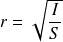 r = √(I/S)